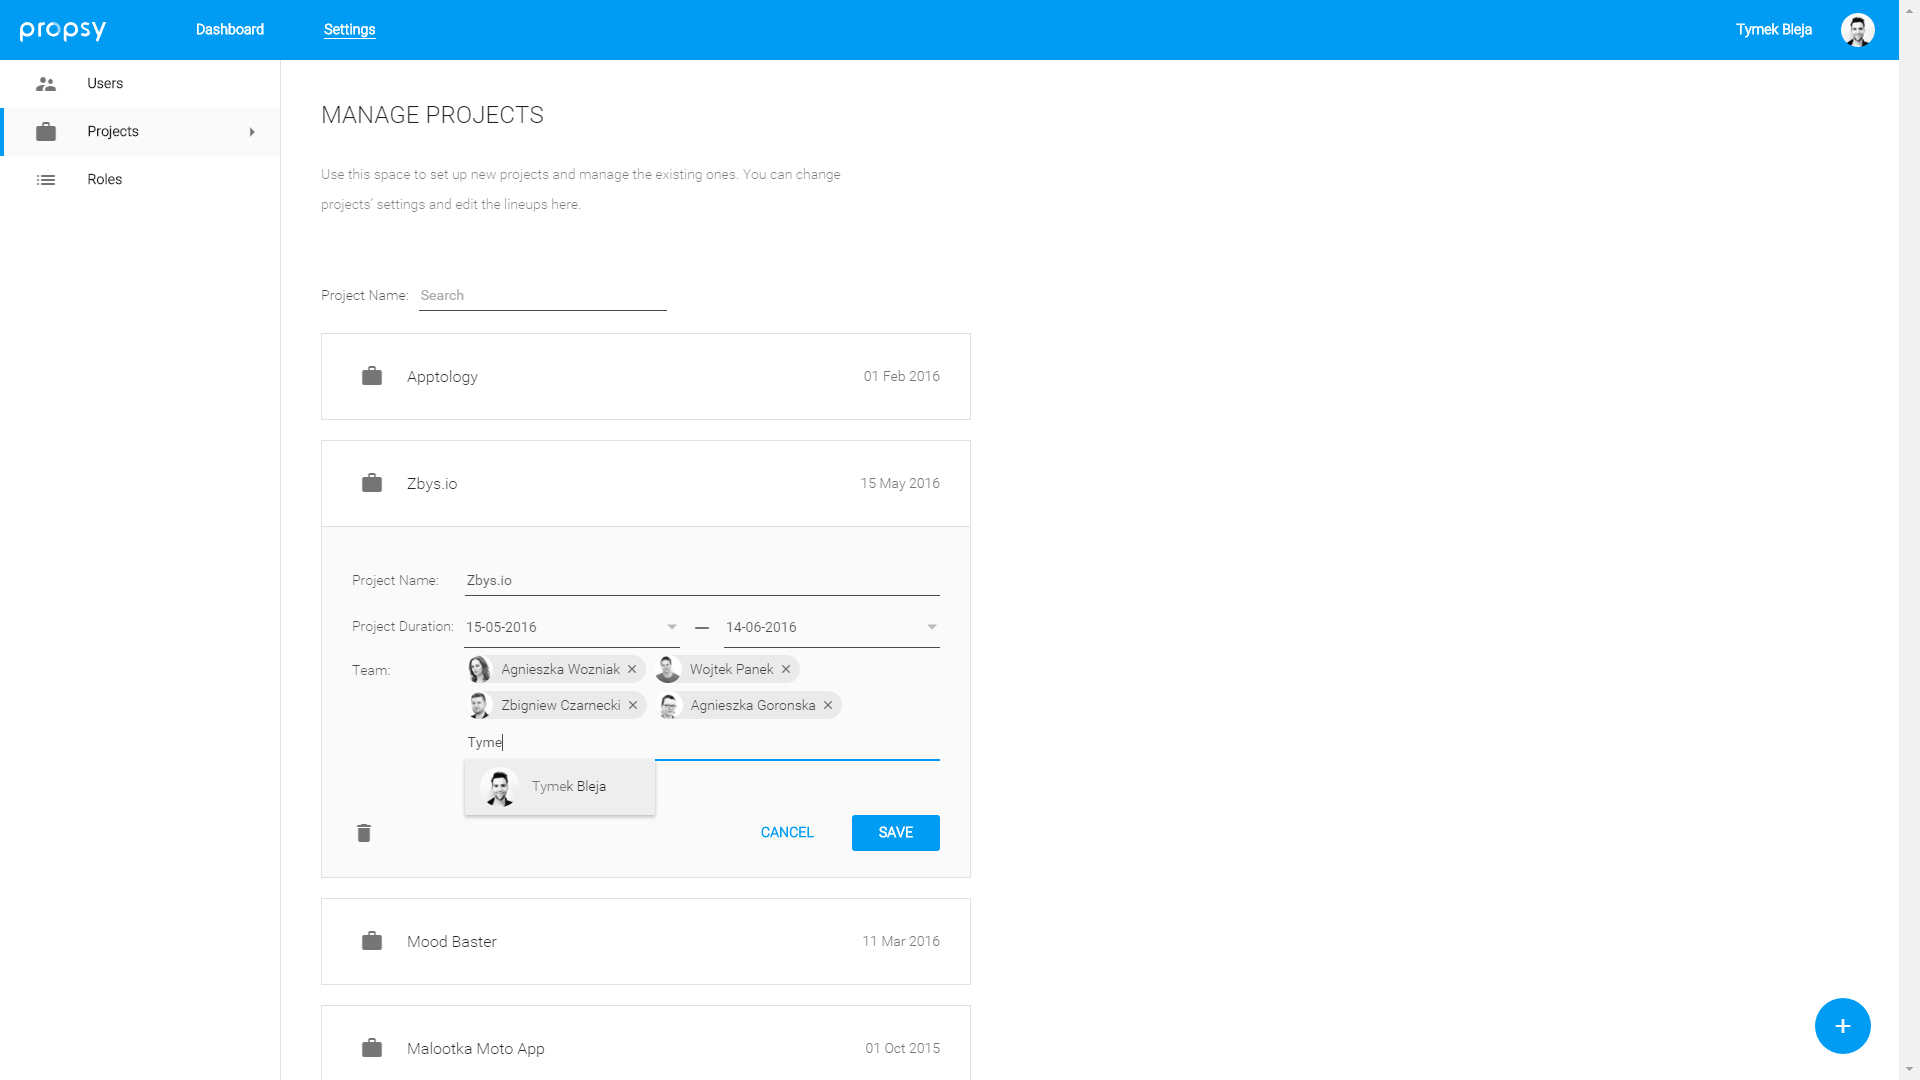 propsy
Dashboard
Settings
Tymek Bleja
Users
Projects
Roles
MANAGE PROJECTS
Use this space to set up new projects and manage the existing ones. You can change
projects' settings and edit the lineups here.
Project Name: Search
Apptology 01 Feb 2016
Zbys.io 15 May 2016
Project Name: Zbys.io
Project Duration: 15-05-2016 — 14-06-2016
Team: Agnieszka Wozniak × Wojtek Panek ×
Zbigniew Czarnecki × Agnieszka Goronska ×
Tyme
Tymek Bleja
CANCEL SAVE
Mood Baster 11 Mar 2016
Malootka Moto App 01 Oct 2015
+